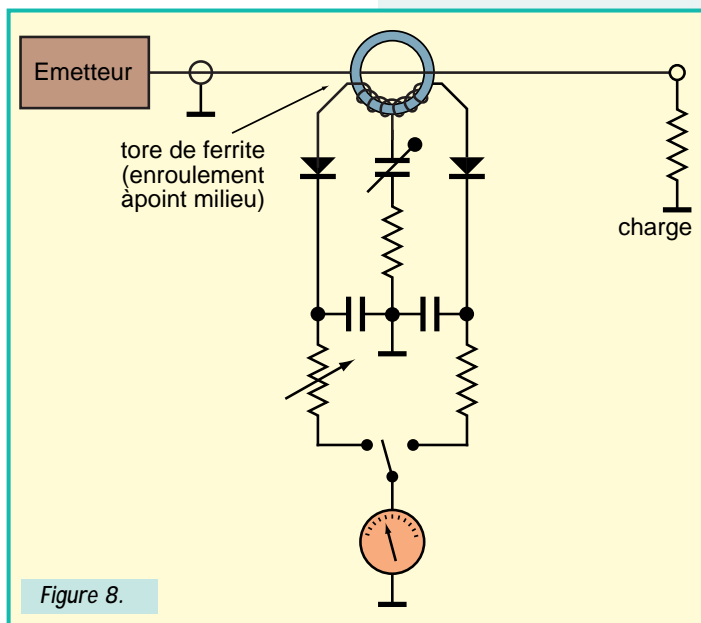 Emetteur
tore de ferrite
(enroulement
àpoint milieu)
charge
Figure 8.